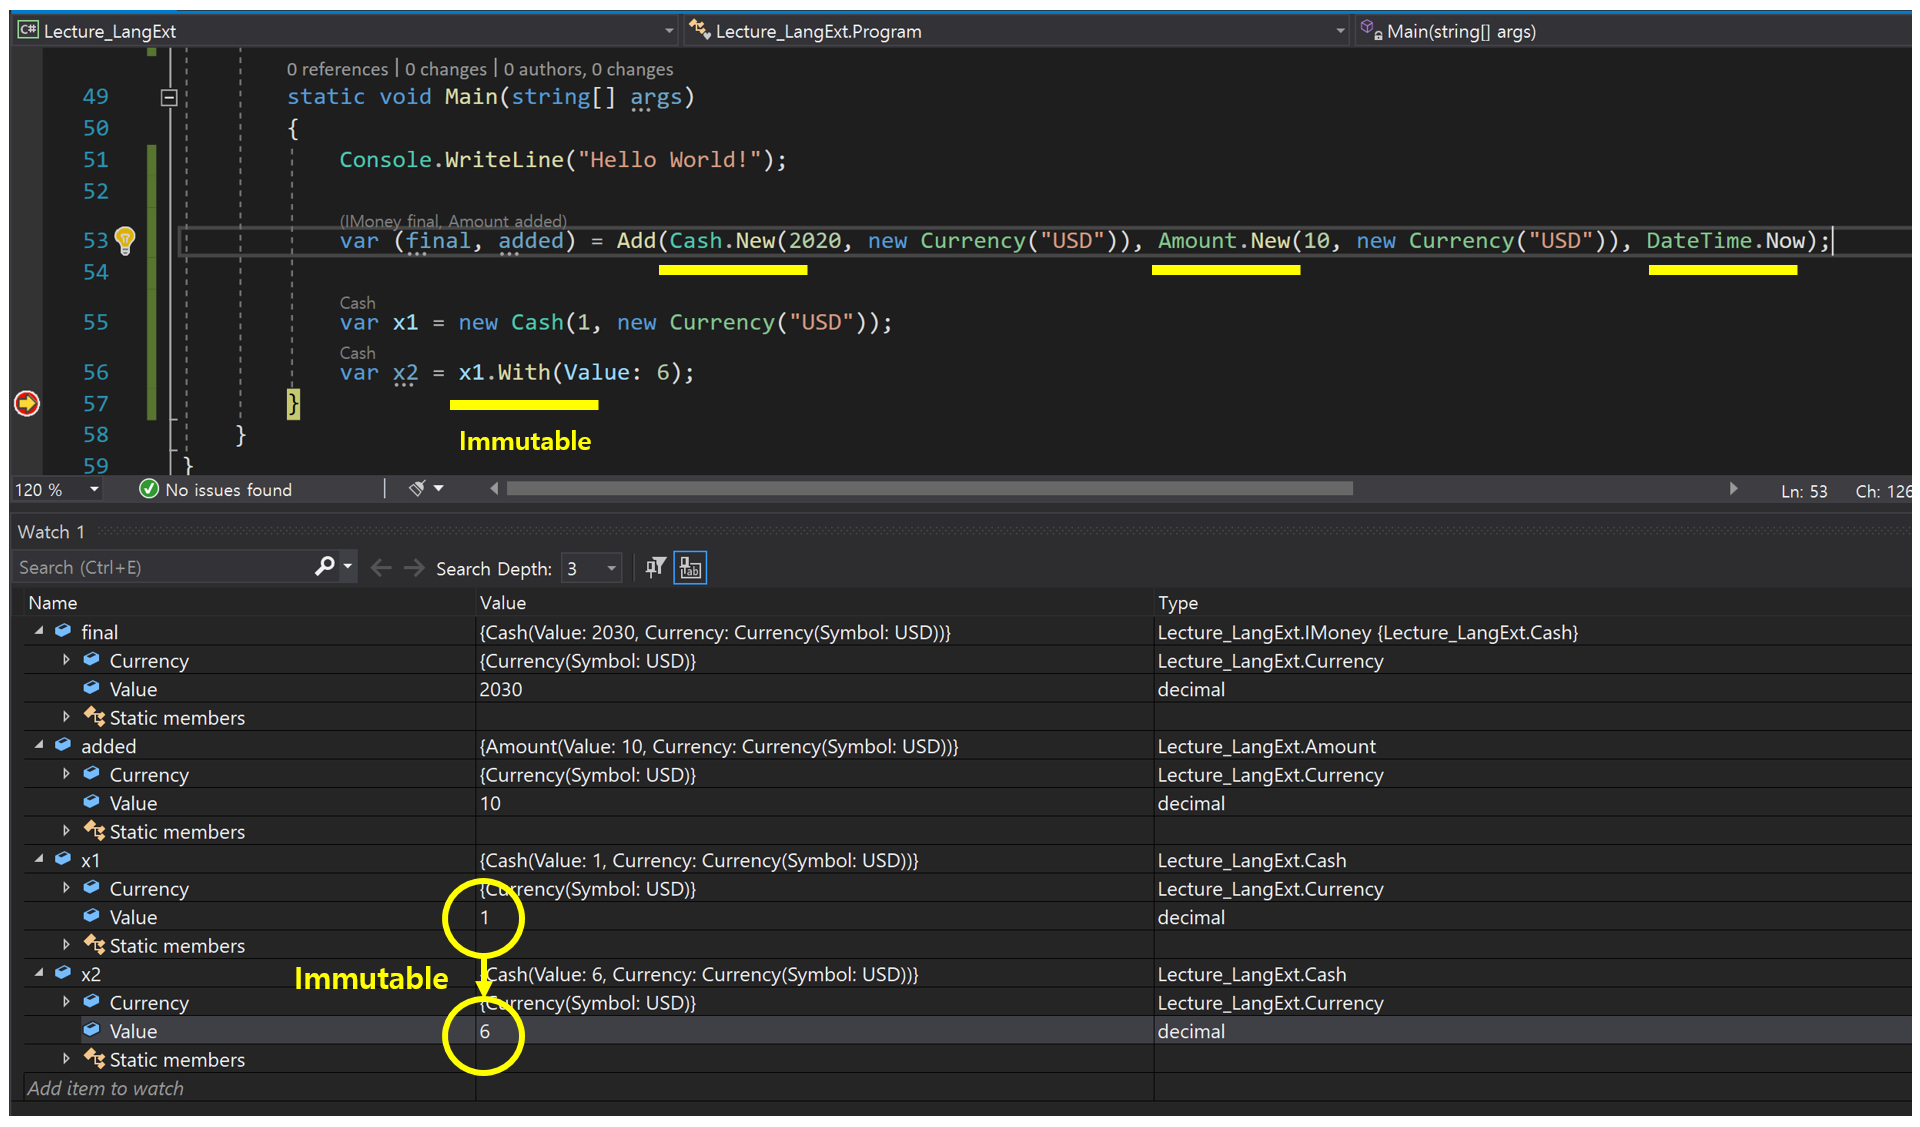 C# Lecture_LangExt Lecture_LangExt.Program Main(string[] args)
0 references | 0 changes | 0 authors, 0 changes
49 static void Main(string[] args)
50 {
51 Console.WriteLine("Hello World!");
52
(IMoney final, Amount added)
53 var (final, added) = Add(Cash.New(2020, new Currency("USD")), Amount.New(10, new Currency("USD")), DateTime.Now);
54
Cash
55 var x1 = new Cash(1, new Currency("USD"));
Cash
56 var x2 = x1.With(Value: 6);
57 }
Immutable
58 }
59 }
120 % No issues found Ln: 53 Ch: 126
Watch 1
Search (Ctrl+E) Search Depth: 3
Name Value Type
final {Cash(Value: 2030, Currency: Currency(Symbol: USD))} Lecture_LangExt.IMoney {Lecture_LangExt.Cash}
Currency {Currency(Symbol: USD)} Lecture_LangExt.Currency
Value 2030 decimal
Static members
added {Amount(Value: 10, Currency: Currency(Symbol: USD))} Lecture_LangExt.Amount
Currency {Currency(Symbol: USD)} Lecture_LangExt.Currency
Value 10 decimal
Static members
x1 {Cash(Value: 1, Currency: Currency(Symbol: USD))} Lecture_LangExt.Cash
Currency {Currency(Symbol: USD)} Lecture_LangExt.Currency
Value 1 decimal
Static members
Immutable
x2 {Cash(Value: 6, Currency: Currency(Symbol: USD))} Lecture_LangExt.Cash
Currency {Currency(Symbol: USD)} Lecture_LangExt.Currency
Value 6 decimal
Static members
Add item to watch